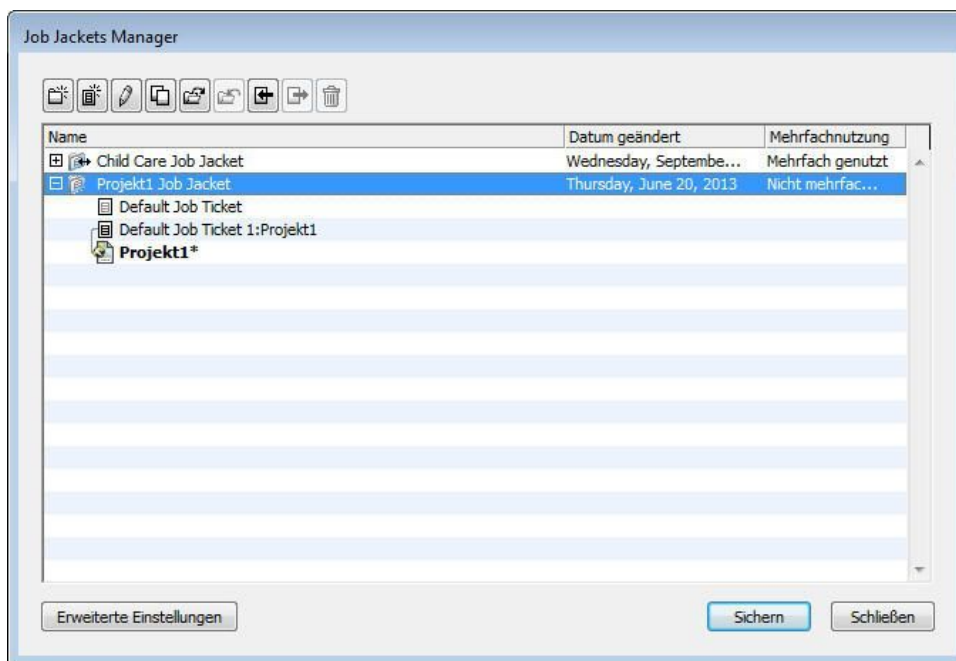 Job Jackets Manager
Name Datum geändert Mehrfachnutzung
Child Care Job Jacket Wednesday, Septembe... Mehrfach genutzt
Projekt1 Job Jacket Thursday, June 20, 2013 Nicht mehrfac...
Default Job Ticket
Default Job Ticket 1:Projekt1
Projekt1*
Erweiterte Einstellungen Sichern Schließen